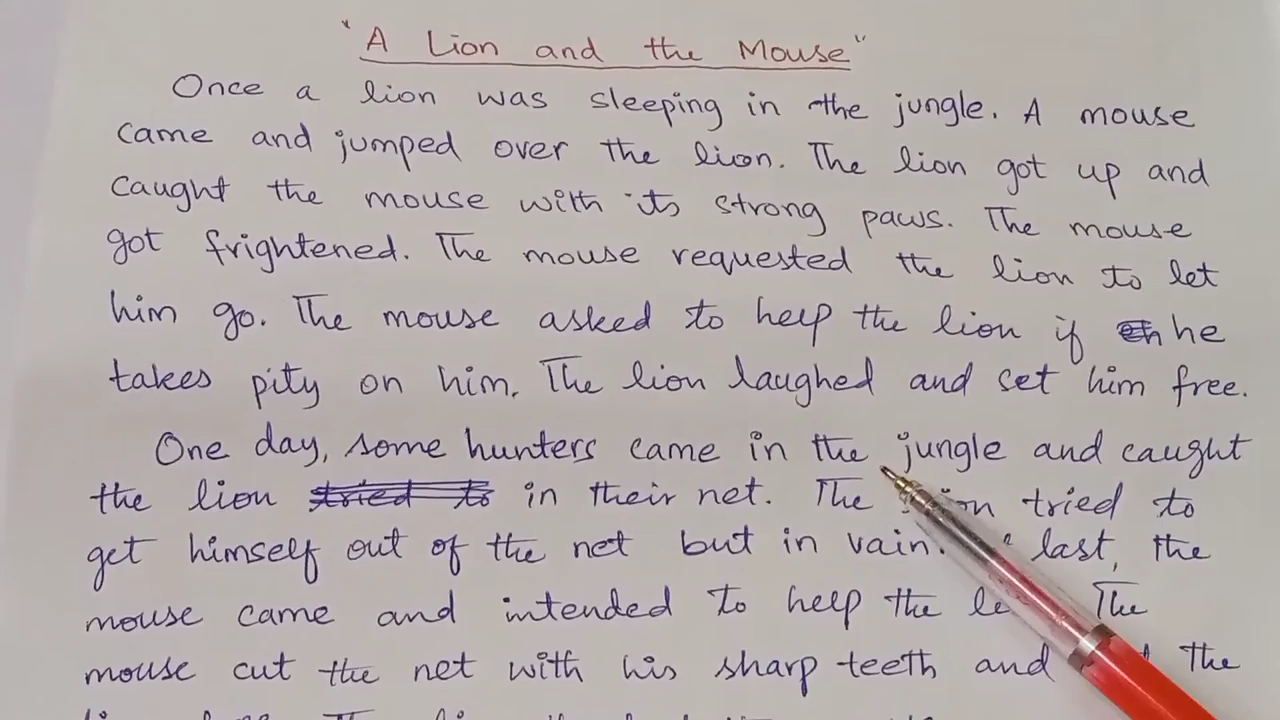 "A Lion and the Mouse"
Once a lion was sleeping in the jungle. A mouse
came and jumped over the lion. The lion got up and
caught the mouse with its strong paws. The mouse
got frightened. The mouse requested the lion to let
him go. The mouse asked to help the lion if he
takes pity on him. The lion laughed and set him free.
One day, some hunters came in the jungle and caught
the lion tried to in their net. The tried to
get himself out of the net but in vain. last, the
mouse came and intended to help the The
mouse cut the net with his sharp teeth and the